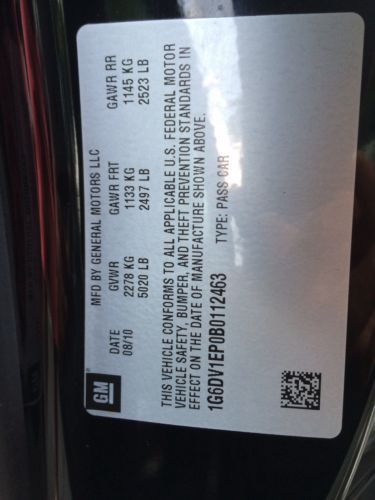 GM
MFD BY GENERAL MOTORS LLC
DATE GVWR GAWR FRT GAWR RR
08/10 2278 KG 1133 KG 1145 KG
5020 LB 2497 LB 2523 LB
THIS VEHICLE CONFORMS TO ALL APPLICABLE U.S. FEDERAL MOTOR
VEHICLE SAFETY, BUMPER, AND THEFT PREVENTION STANDARDS IN
EFFECT ON THE DATE OF MANUFACTURE SHOWN ABOVE.
1G6DV1EP0B0112463 TYPE: PASS CAR